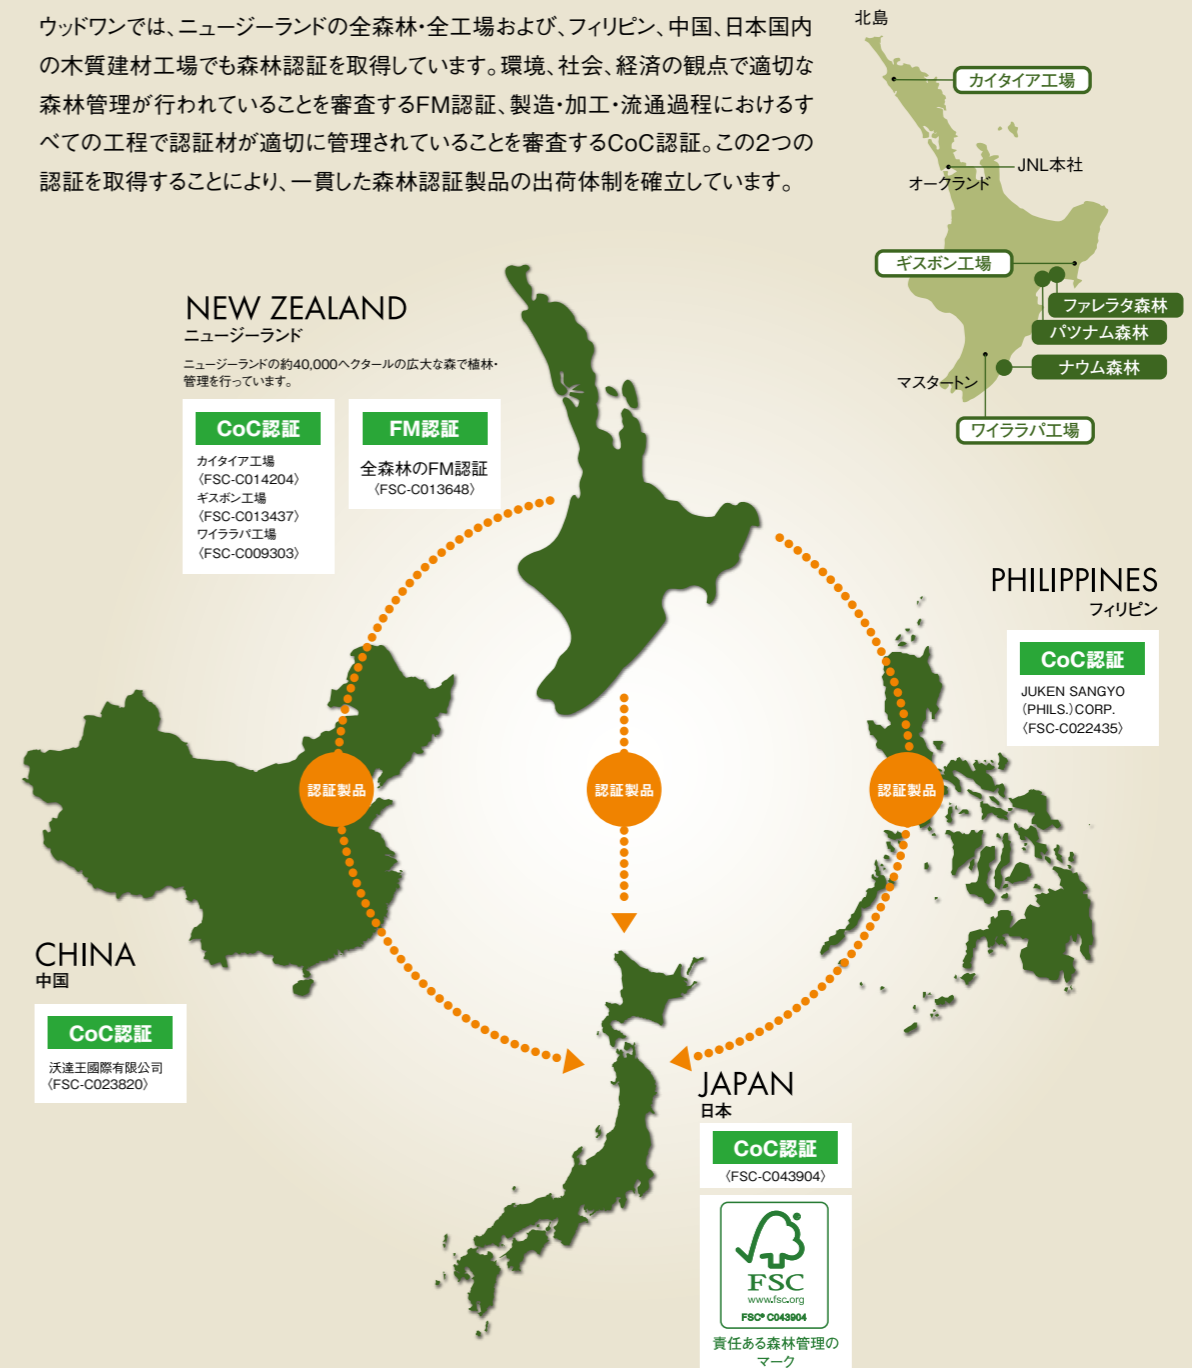 ウッドワンでは、ニュージーランドの全森林・全工場および、フィリピン、中国、日本国内
の木質建材工場でも森林認証を取得しています。環境、社会、経済の観点で適切な
森林管理が行われていることを審査するFM認証、製造・加工・流通過程におけるす
べての工程で認証材が適切に管理されていることを審査するCoC認証。この2つの
認証を取得することにより、一貫した森林認証製品の出荷体制を確立しています。
北島
カイタイア工場
JNL本社
オークランド
ギスボン工場
ファレラタ森林
パツナム森林
ナウム森林
マスタートン
ワイララパ工場
NEW ZEALAND
ニュージーランド
ニュージーランドの約40,000ヘクタールの広大な森で植林・
管理を行っています。
CoC認証
カイタイア工場
〈FSC-C014204〉
ギスボン工場
〈FSC-C013437〉
ワイララパ工場
〈FSC-C009303〉
FM認証
全森林のFM認証
〈FSC-C013648〉
PHILIPPINES
フィリピン
CoC認証
JUKEN SANGYO
(PHILS.)CORP.
〈FSC-C022435〉
認証製品
認証製品
認証製品
CHINA
中国
CoC認証
沃達王國際有限公司
〈FSC-C023820〉
JAPAN
日本
CoC認証
〈FSC-C043904〉
FSC
www.fsc.org
FSC® C043904
責任ある森林管理の
マーク